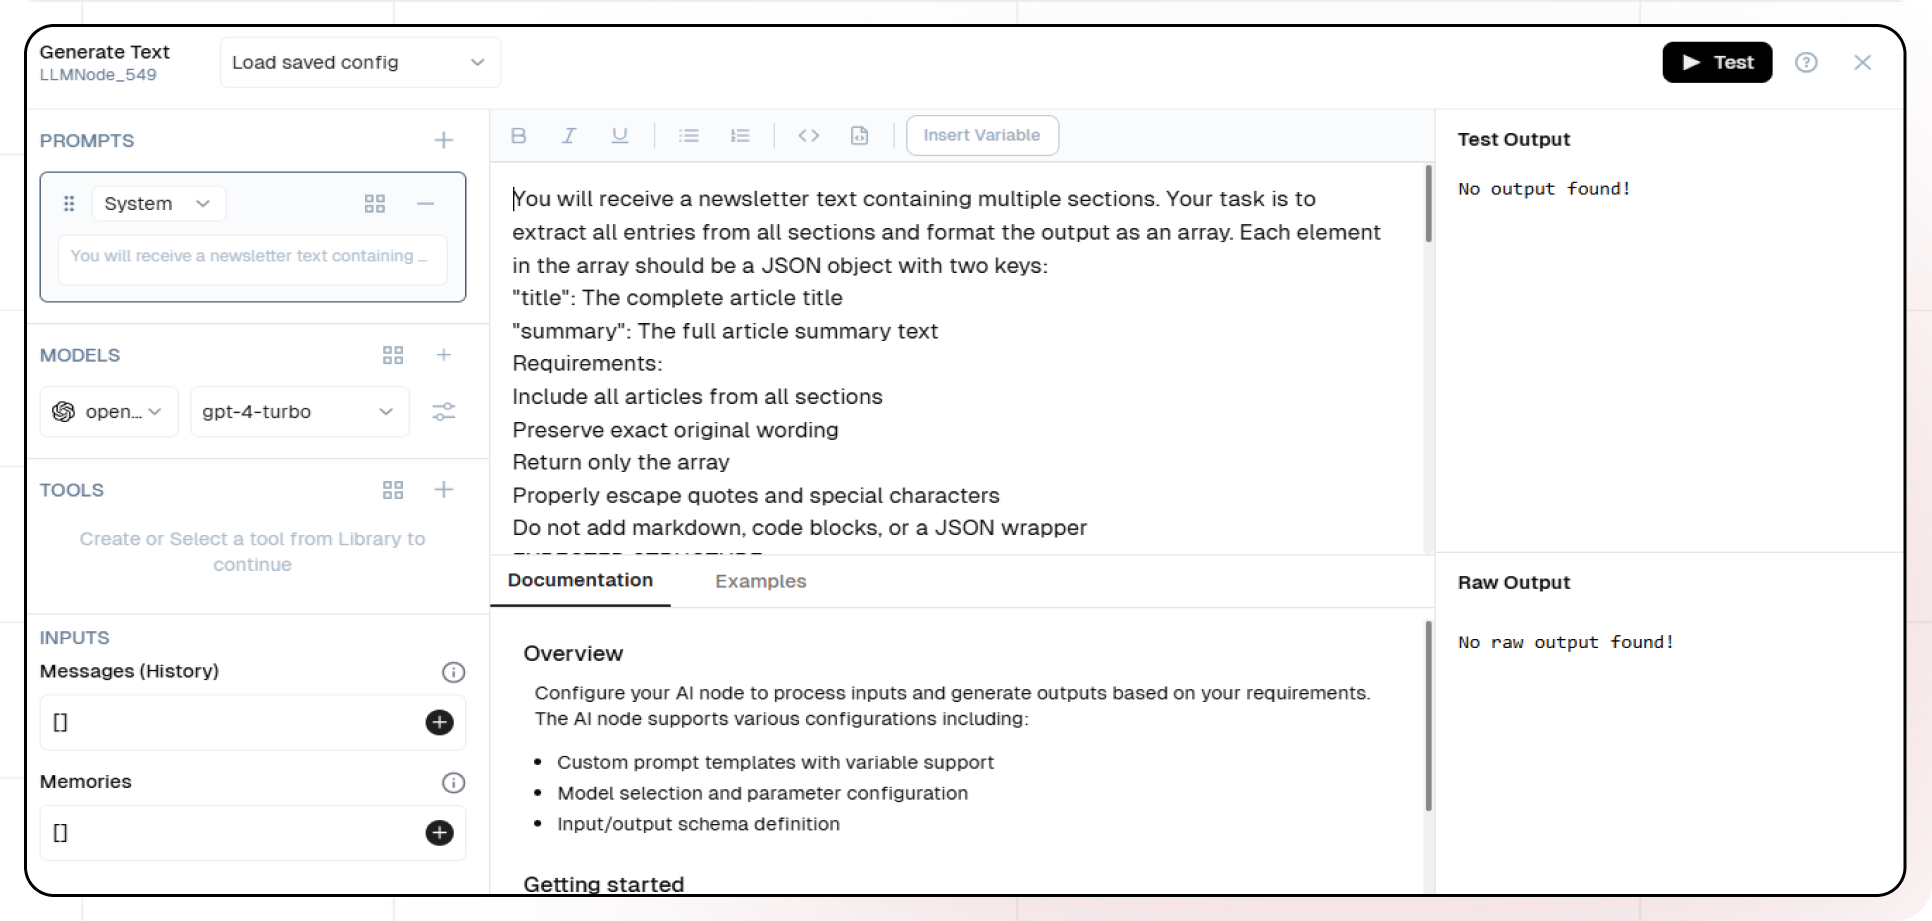 Generate Text
LLMNode_549
Load saved config
Test
PROMPTS
System
You will receive a newsletter text containing ...
MODELS
open...
gpt-4-turbo
TOOLS
Create or Select a tool from Library to
continue
INPUTS
Messages (History)
[]
Memories
[]
B I U
Insert Variable
You will receive a newsletter text containing multiple sections. Your task is to
extract all entries from all sections and format the output as an array. Each element
in the array should be a JSON object with two keys:
"title": The complete article title
"summary": The full article summary text
Requirements:
Include all articles from all sections
Preserve exact original wording
Return only the array
Properly escape quotes and special characters
Do not add markdown, code blocks, or a JSON wrapper
Documentation
Examples
Overview
Configure your AI node to process inputs and generate outputs based on your requirements.
The AI node supports various configurations including:
• Custom prompt templates with variable support
• Model selection and parameter configuration
• Input/output schema definition
Getting started
Test Output
No output found!
Raw Output
No raw output found!